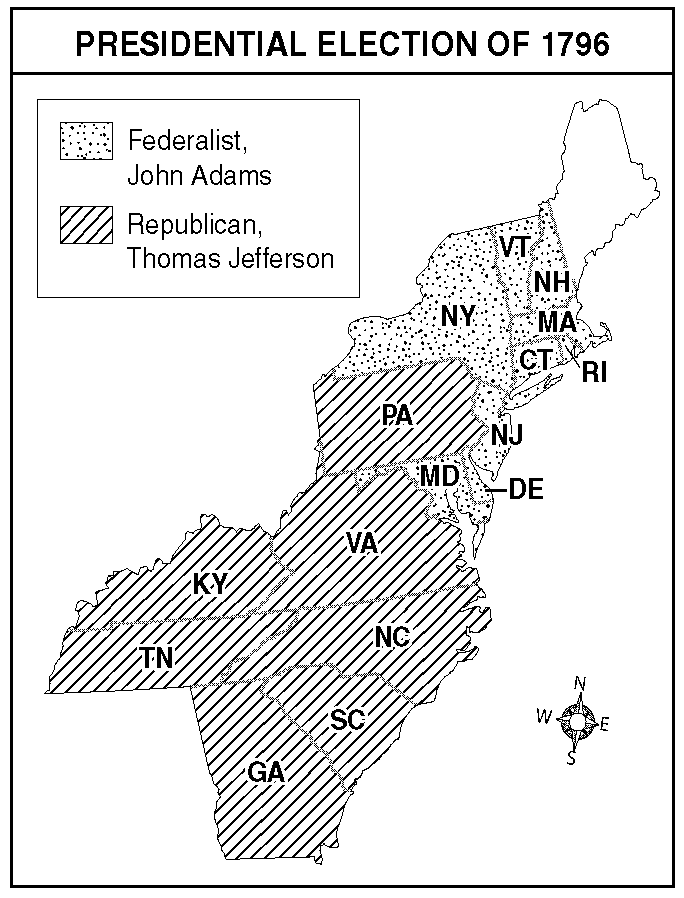 PRESIDENTIAL ELECTION OF 1796
Federalist,
John Adams
Republican,
Thomas Jefferson
VT
NH
NY
MA
CT
RI
PA
NJ
MD
DE
VA
KY
NC
TN
SC
GA
N
W E
S